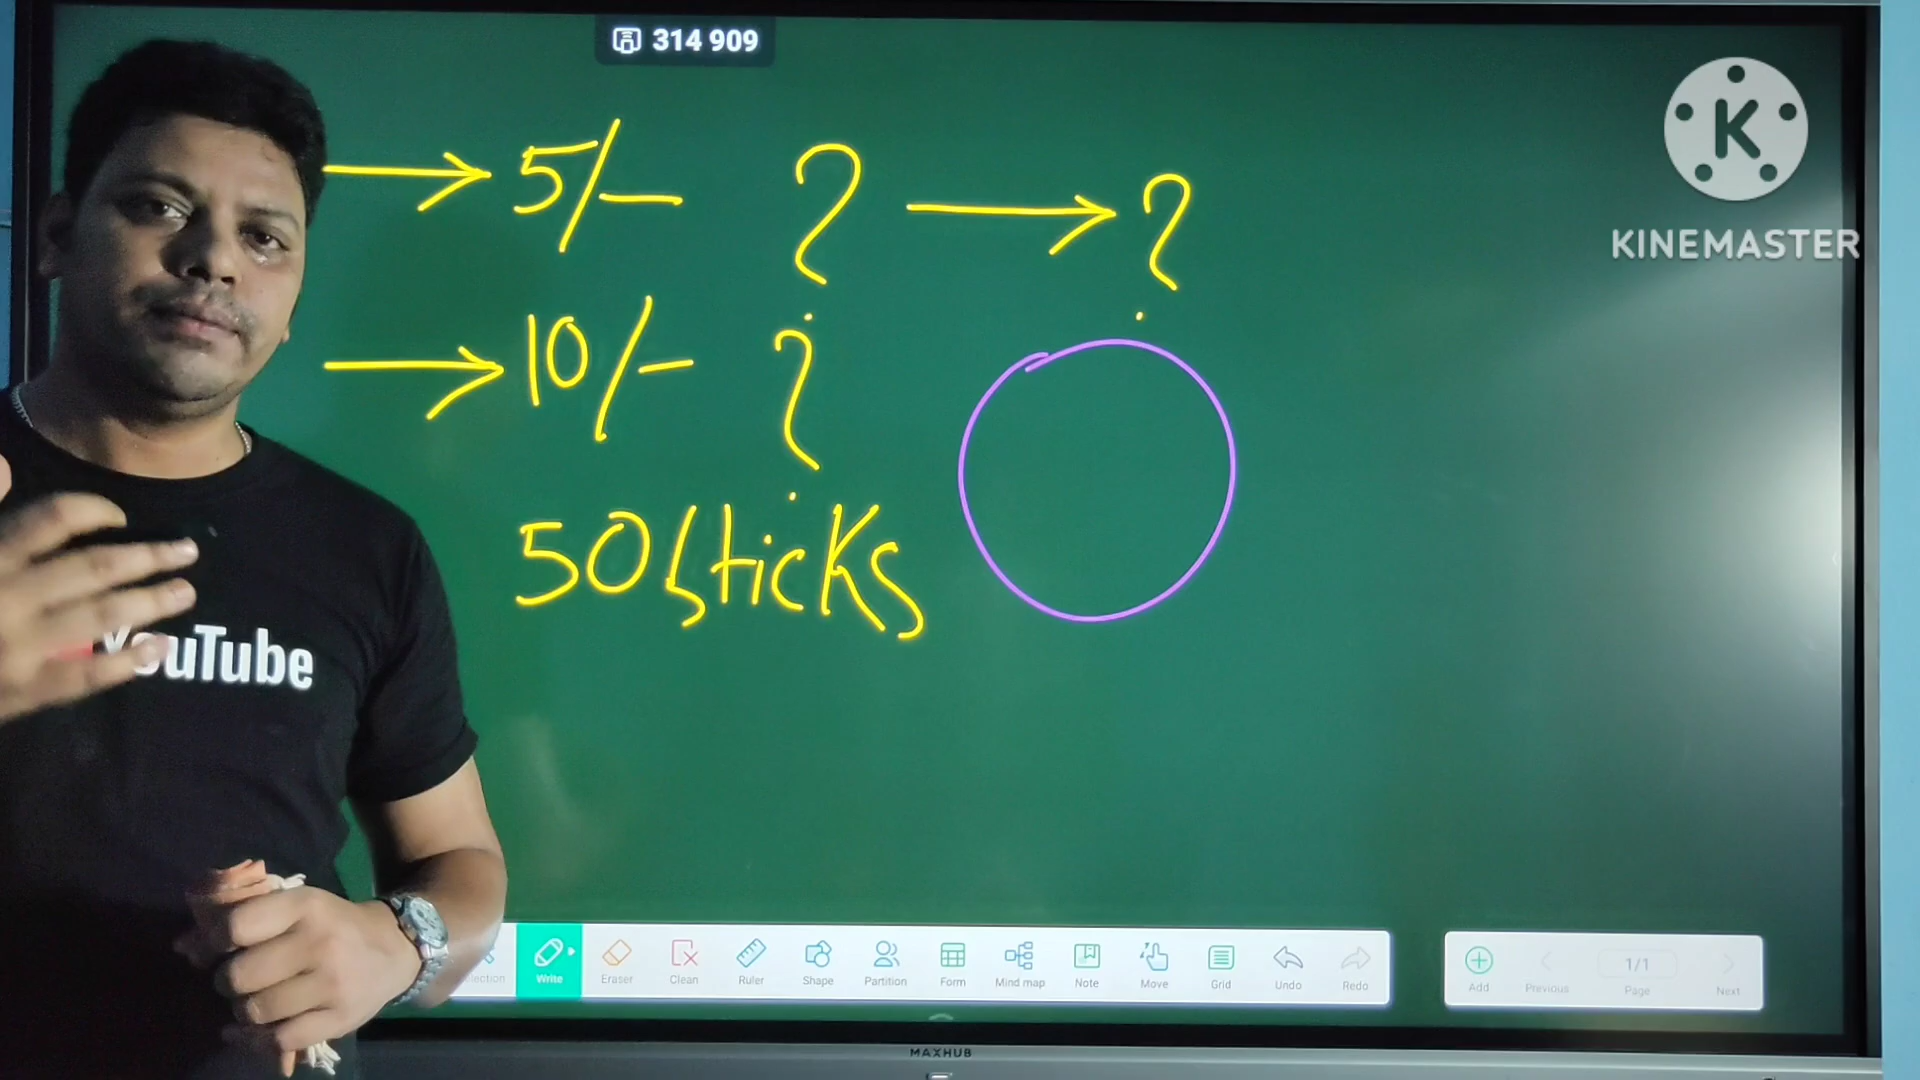 314 909
K
KINEMASTER
→ 5/- ? → ?
→ 10/- ?
50 sticks
YouTube
Write
Eraser
Clean
Ruler
Shape
Partition
Form
Mind map
Note
Move
Grid
Undo
Redo
Add
Previous
1/1
Page
Next
MAXHUB